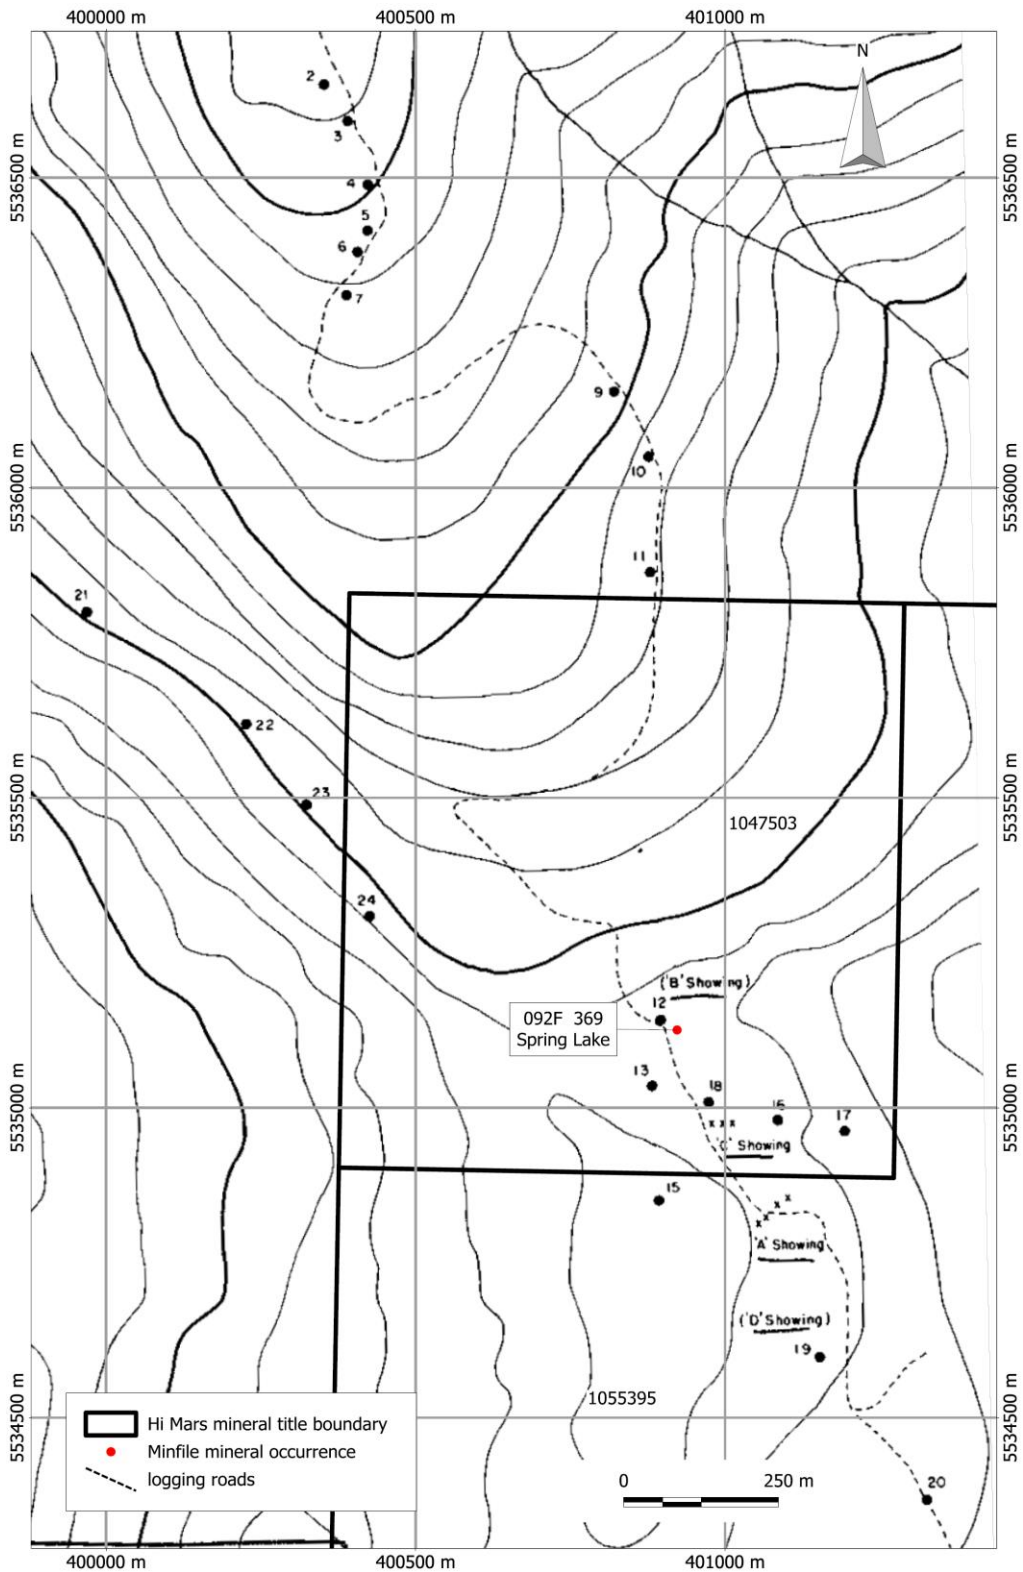 400000 m
400500 m
401000 m
N
2
3
5536500 m
4
5536500 m
5
6
7
9
10
5536000 m
5536000 m
11
21
22
23
5535500 m
1047503
5535500 m
24
('B' Showing)
12
092F 369
Spring Lake
13
18
16
17
5535000 m
5535000 m
x x x
'C' Showing
15
x x x x
'A' Showing
('D' Showing)
19
1055395
5534500 m
5534500 m
Hi Mars mineral title boundary
Minfile mineral occurrence
logging roads
0
250 m
20
400000 m
400500 m
401000 m